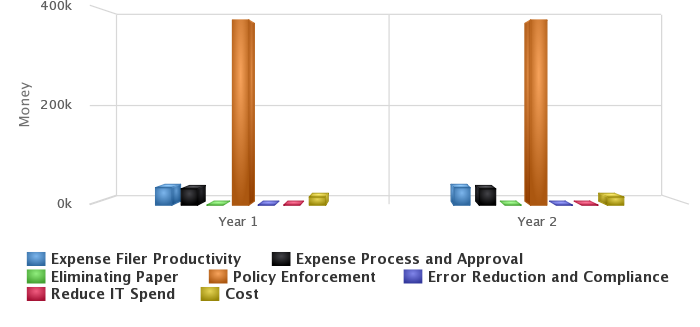 400k
200k
0k
Money
Year 1
Year 2
Expense Filer Productivity
Expense Process and Approval
Eliminating Paper
Policy Enforcement
Error Reduction and Compliance
Reduce IT Spend
Cost